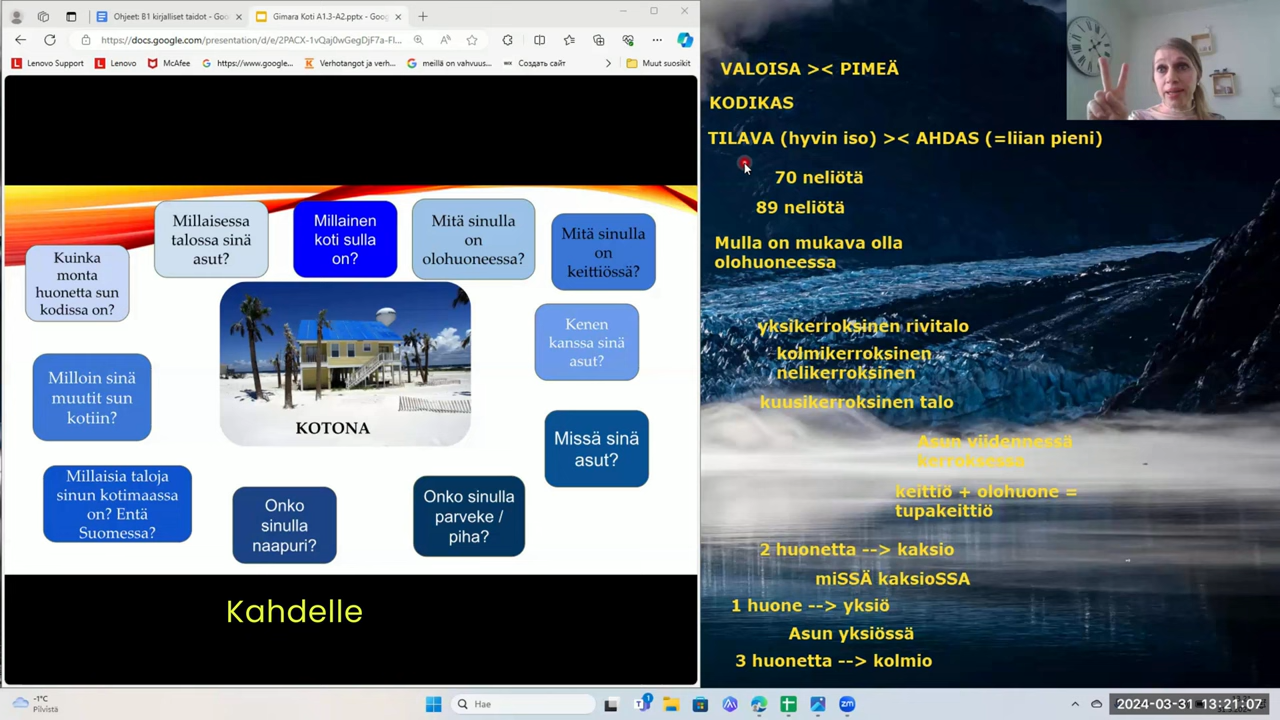 Ohjeet: B1 kirjalliset taidot - Goo
Gimara Koti A1.3-A2.pptx - Goo
https://docs.google.com/presentation/d/e/2PACX-1vQaj0wGegDjF7a-FI...
Lenovo Support
Lenovo
McAfee
https://www.google...
Verhotangot ja verh...
meillä on vahvuus...
Создать сайт
Muut suosikit
Millaisessa
talossa sinä
asut?
Millainen
koti sulla
on?
Mitä sinulla
on
olohuoneessa?
Mitä sinulla
on
keittiössä?
Kuinka
monta
huonetta sun
kodissa on?
Kenen
kanssa sinä
asut?
Milloin sinä
muutit sun
kotiin?
KOTONA
Missä sinä
asut?
Millaisia taloja
sinun kotimaassa
on? Entä
Suomessa?
Onko
sinulla
naapuri?
Onko sinulla
parveke /
piha?
Kahdelle
VALOISA >< PIMEÄ
KODIKAS
TILAVA (hyvin iso) >< AHDAS (=liian pieni)
70 neliötä
89 neliötä
Mulla on mukava olla
olohuoneessa
yksikerroksinen rivitalo
kolmikerroksinen
nelikerroksinen
kuusikerroksinen talo
Asun viidennessä
kerroksessa
keittiö + olohuone =
tupakeittiö
2 huonetta --> kaksio
miSSÄ kaksioSSA
1 huone --> yksiö
Asun yksiössä
3 huonetta --> kolmio
-1°C
Pilvistä
Hae
2024-03-31 13:21:07